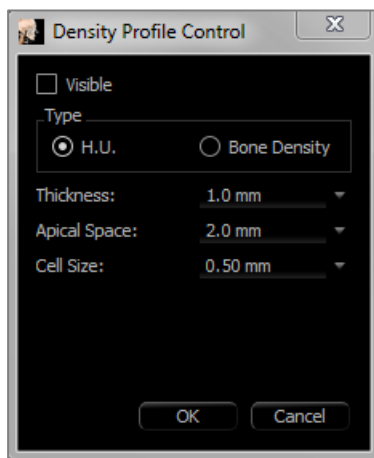 Density Profile Control
Visible
Type
H.U. Bone Density
Thickness: 1.0 mm
Apical Space: 2.0 mm
Cell Size: 0.50 mm
OK Cancel